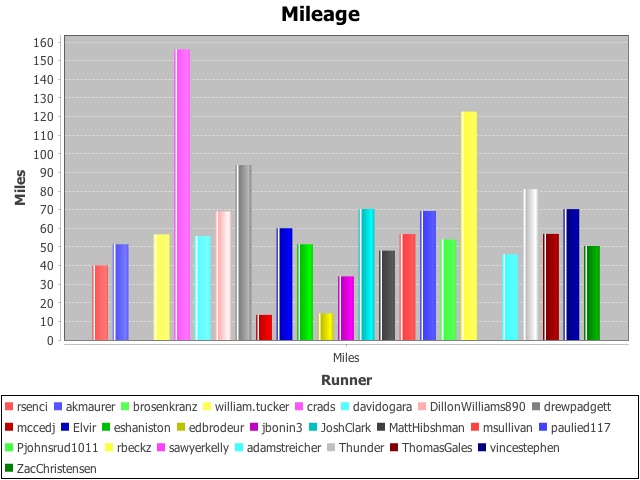 Mileage
160
150
140
130
120
110
100
90
80
70
60
50
40
30
20
10
0
Miles
Miles
Runner
rsenci akmaurer brosenkranz william.tucker crads davidogara DillonWilliams890 drewpadgett
mccedj Elvir eshaniston edbrodeur jbonin3 JoshClark MattHibshman msullivan paulied117
Pjohnsrud1011 rbeckz sawyerkelly adamstreicher Thunder ThomasGales vincestephen
ZacChristensen